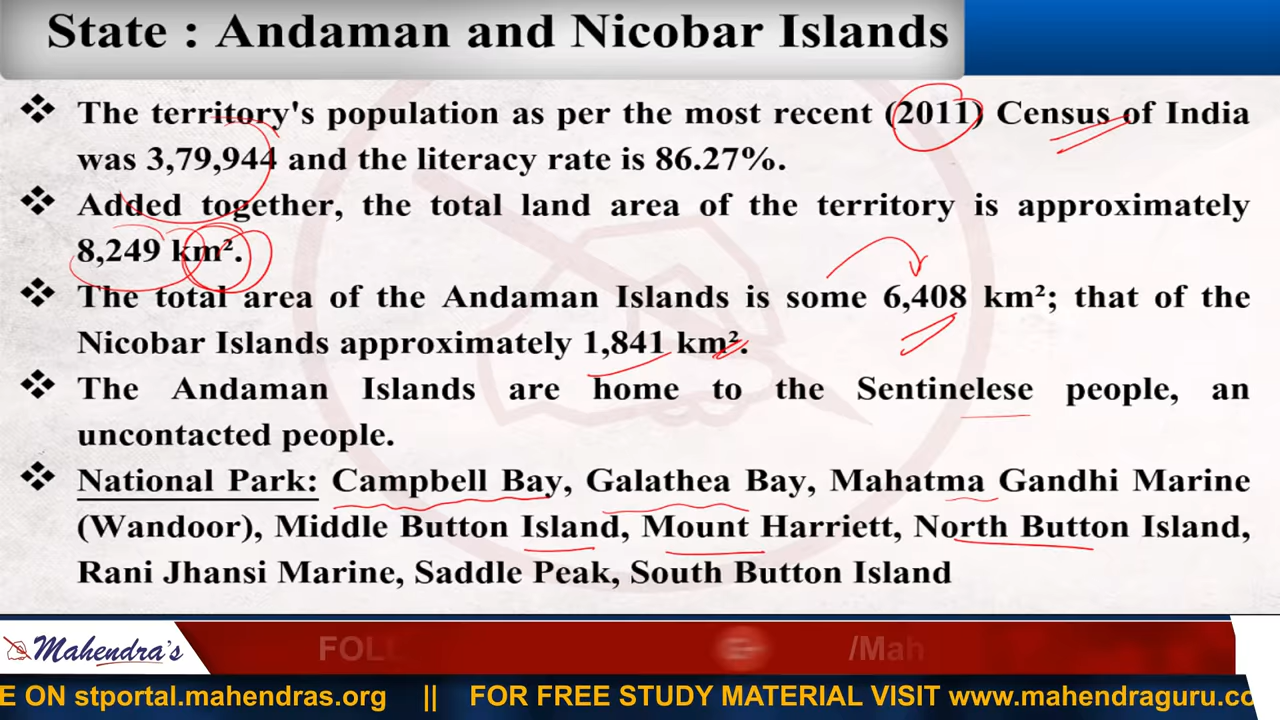 State : Andaman and Nicobar Islands
❖ The territory's population as per the most recent (2011) Census of India
was 3,79,944 and the literacy rate is 86.27%.
❖ Added together, the total land area of the territory is approximately
8,249 km².
❖ The total area of the Andaman Islands is some 6,408 km²; that of the
Nicobar Islands approximately 1,841 km².
❖ The Andaman Islands are home to the Sentinelese people, an
uncontacted people.
❖ National Park: Campbell Bay, Galathea Bay, Mahatma Gandhi Marine
(Wandoor), Middle Button Island, Mount Harriett, North Button Island,
Rani Jhansi Marine, Saddle Peak, South Button Island
Mahendra's
/Mah
E ON stportal.mahendras.org || FOR FREE STUDY MATERIAL VISIT www.mahendraguru.co